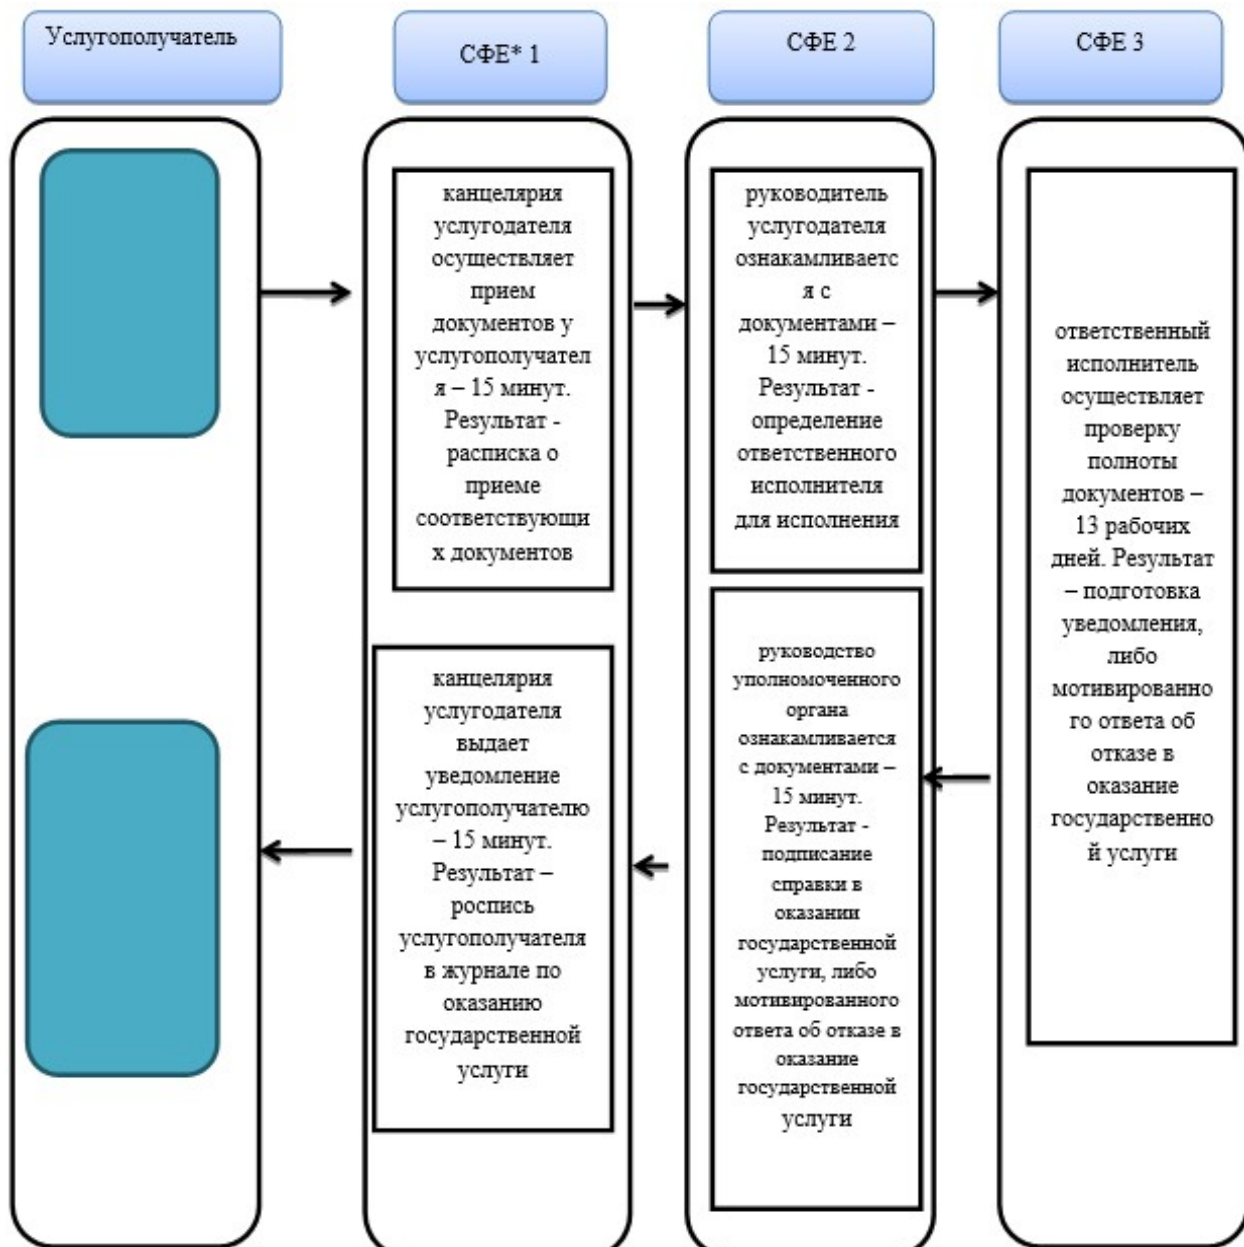 Услугополучатель
СФЕ* 1
СФЕ 2
СФЕ 3
канцелярия
услугодателя
осуществляет
прием
документов у
услугополучател
я – 15 минут.
Результат -
расписка о
приеме
соответствующи
х документов
руководитель
услугодателя
ознакамливаетс
я с
документами –
15 минут.
Результат -
определение
ответственного
исполнителя
для исполнения
ответственный
исполнитель
осуществляет
проверку
полноты
документов –
13 рабочих
дней. Результат
– подготовка
уведомления,
либо
мотивированно
го ответа об
отказе в
оказание
государственно
й услуги
руководство
уполномоченного
органа
ознакамливается
с документами –
15 минут.
Результат -
подписание
справки в
оказании
государственной
услуги, либо
мотивированного
ответа об отказе в
оказание
государственной
услуги
канцелярия
услугодателя
выдает
уведомление
услугополучателю
– 15 минут.
Результат –
роспись
услугополучателя
в журнале по
оказанию
государственной
услуги